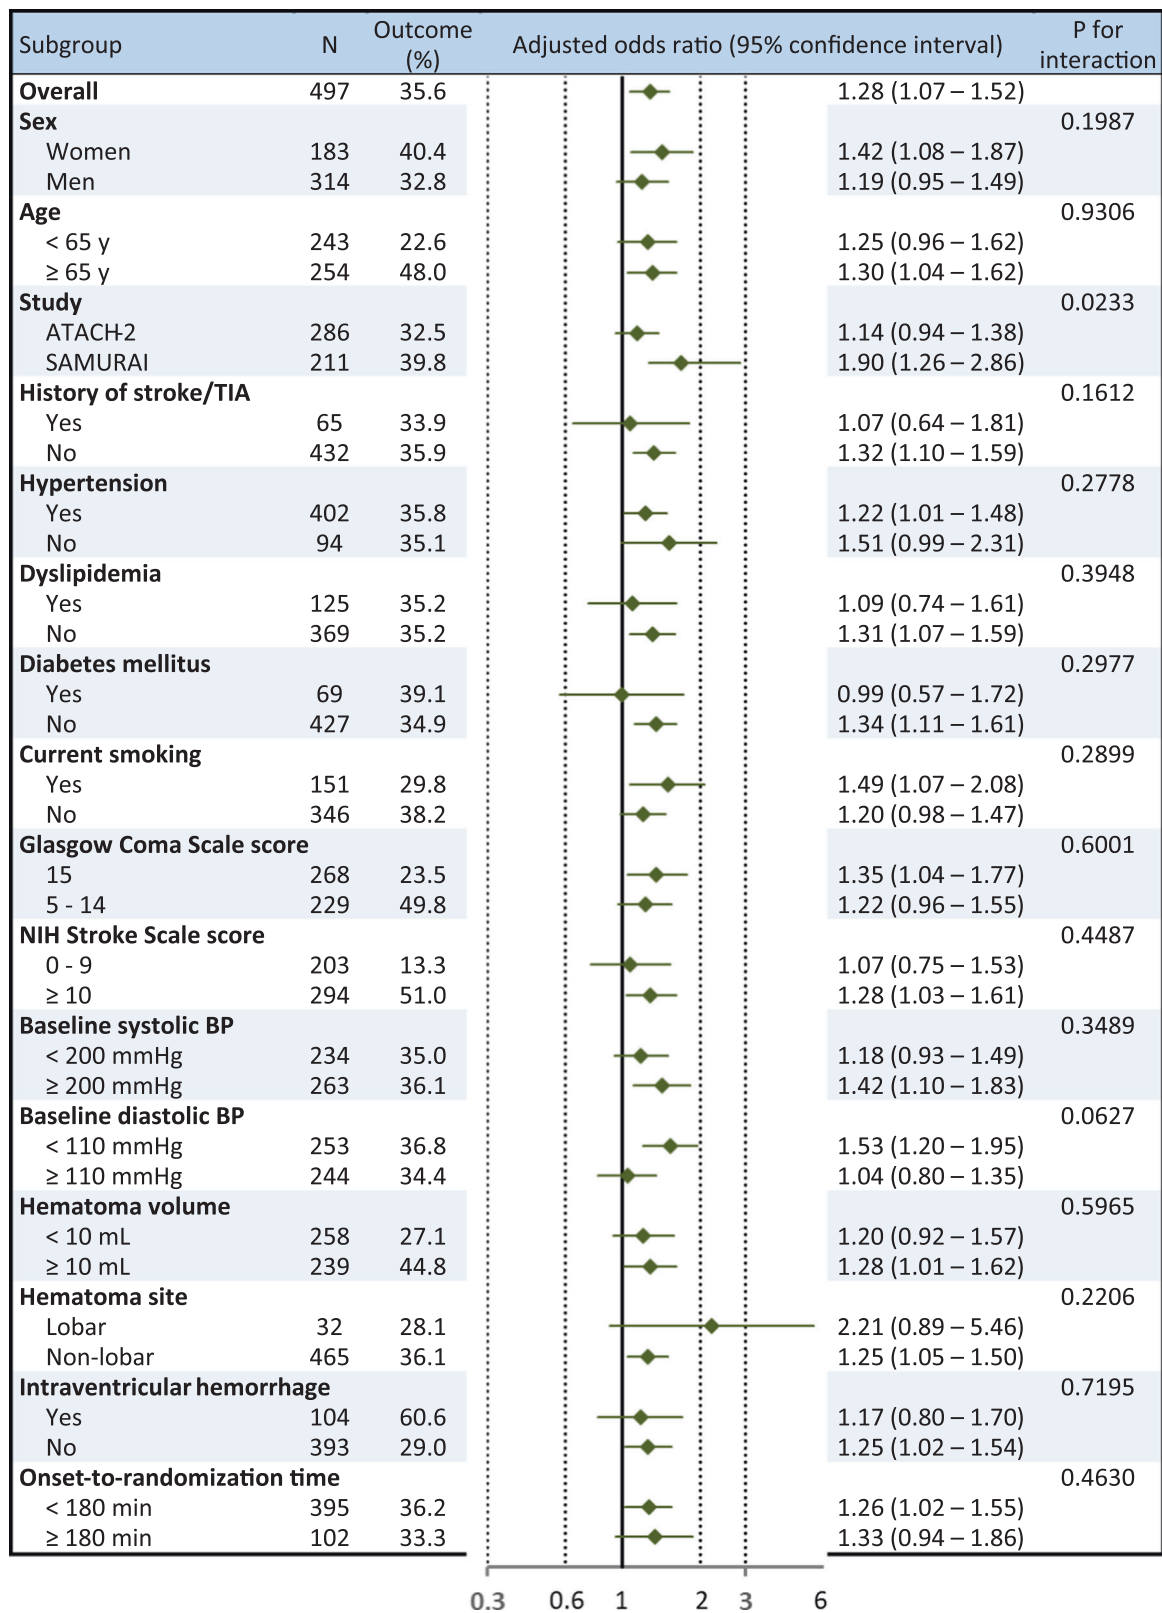 Subgroup N Outcome (%) Adjusted odds ratio (95% confidence interval) P for interaction
Overall 497 35.6 1.28 (1.07 – 1.52)
Sex 0.1987
Women 183 40.4 1.42 (1.08 – 1.87)
Men 314 32.8 1.19 (0.95 – 1.49)
Age 0.9306
< 65 y 243 22.6 1.25 (0.96 – 1.62)
≥ 65 y 254 48.0 1.30 (1.04 – 1.62)
Study 0.0233
ATACH-2 286 32.5 1.14 (0.94 – 1.38)
SAMURAI 211 39.8 1.90 (1.26 – 2.86)
History of stroke/TIA 0.1612
Yes 65 33.9 1.07 (0.64 – 1.81)
No 432 35.9 1.32 (1.10 – 1.59)
Hypertension 0.2778
Yes 402 35.8 1.22 (1.01 – 1.48)
No 94 35.1 1.51 (0.99 – 2.31)
Dyslipidemia 0.3948
Yes 125 35.2 1.09 (0.74 – 1.61)
No 369 35.2 1.31 (1.07 – 1.59)
Diabetes mellitus 0.2977
Yes 69 39.1 0.99 (0.57 – 1.72)
No 427 34.9 1.34 (1.11 – 1.61)
Current smoking 0.2899
Yes 151 29.8 1.49 (1.07 – 2.08)
No 346 38.2 1.20 (0.98 – 1.47)
Glasgow Coma Scale score 0.6001
15 268 23.5 1.35 (1.04 – 1.77)
5 - 14 229 49.8 1.22 (0.96 – 1.55)
NIH Stroke Scale score 0.4487
0 - 9 203 13.3 1.07 (0.75 – 1.53)
≥ 10 294 51.0 1.28 (1.03 – 1.61)
Baseline systolic BP 0.3489
< 200 mmHg 234 35.0 1.18 (0.93 – 1.49)
≥ 200 mmHg 263 36.1 1.42 (1.10 – 1.83)
Baseline diastolic BP 0.0627
< 110 mmHg 253 36.8 1.53 (1.20 – 1.95)
≥ 110 mmHg 244 34.4 1.04 (0.80 – 1.35)
Hematoma volume 0.5965
< 10 mL 258 27.1 1.20 (0.92 – 1.57)
≥ 10 mL 239 44.8 1.28 (1.01 – 1.62)
Hematoma site 0.2206
Lobar 32 28.1 2.21 (0.89 – 5.46)
Non-lobar 465 36.1 1.25 (1.05 – 1.50)
Intraventricular hemorrhage 0.7195
Yes 104 60.6 1.17 (0.80 – 1.70)
No 393 29.0 1.25 (1.02 – 1.54)
Onset-to-randomization time 0.4630
< 180 min 395 36.2 1.26 (1.02 – 1.55)
≥ 180 min 102 33.3 1.33 (0.94 – 1.86)
0.3 0.6 1 2 3 6